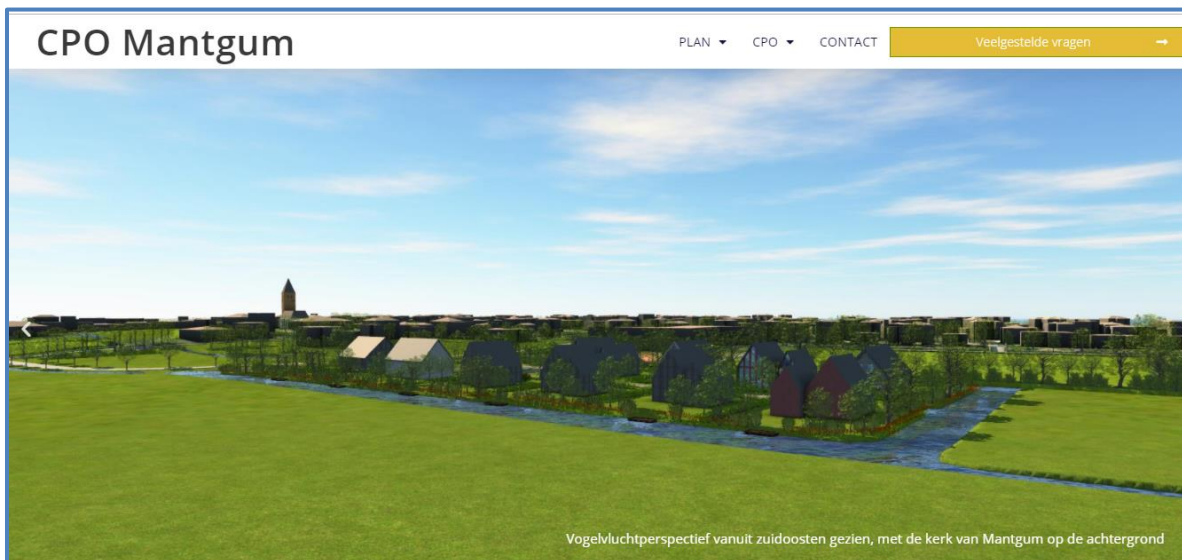 CPO Mantgum
PLAN CPO CONTACT Veelgestelde vragen
Vogelvluchtperspectief vanuit zuidoosten gezien, met de kerk van Mantgum op de achtergrond